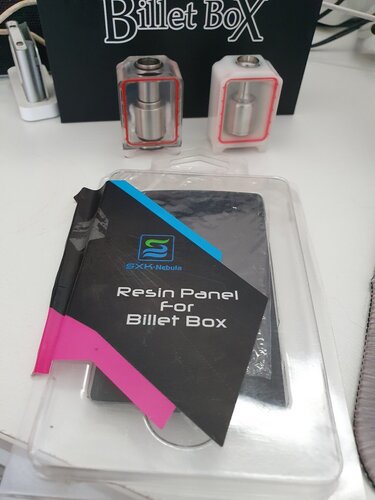 Billet Box
SXK-Nebula
Resin Panel
For
Billet Box